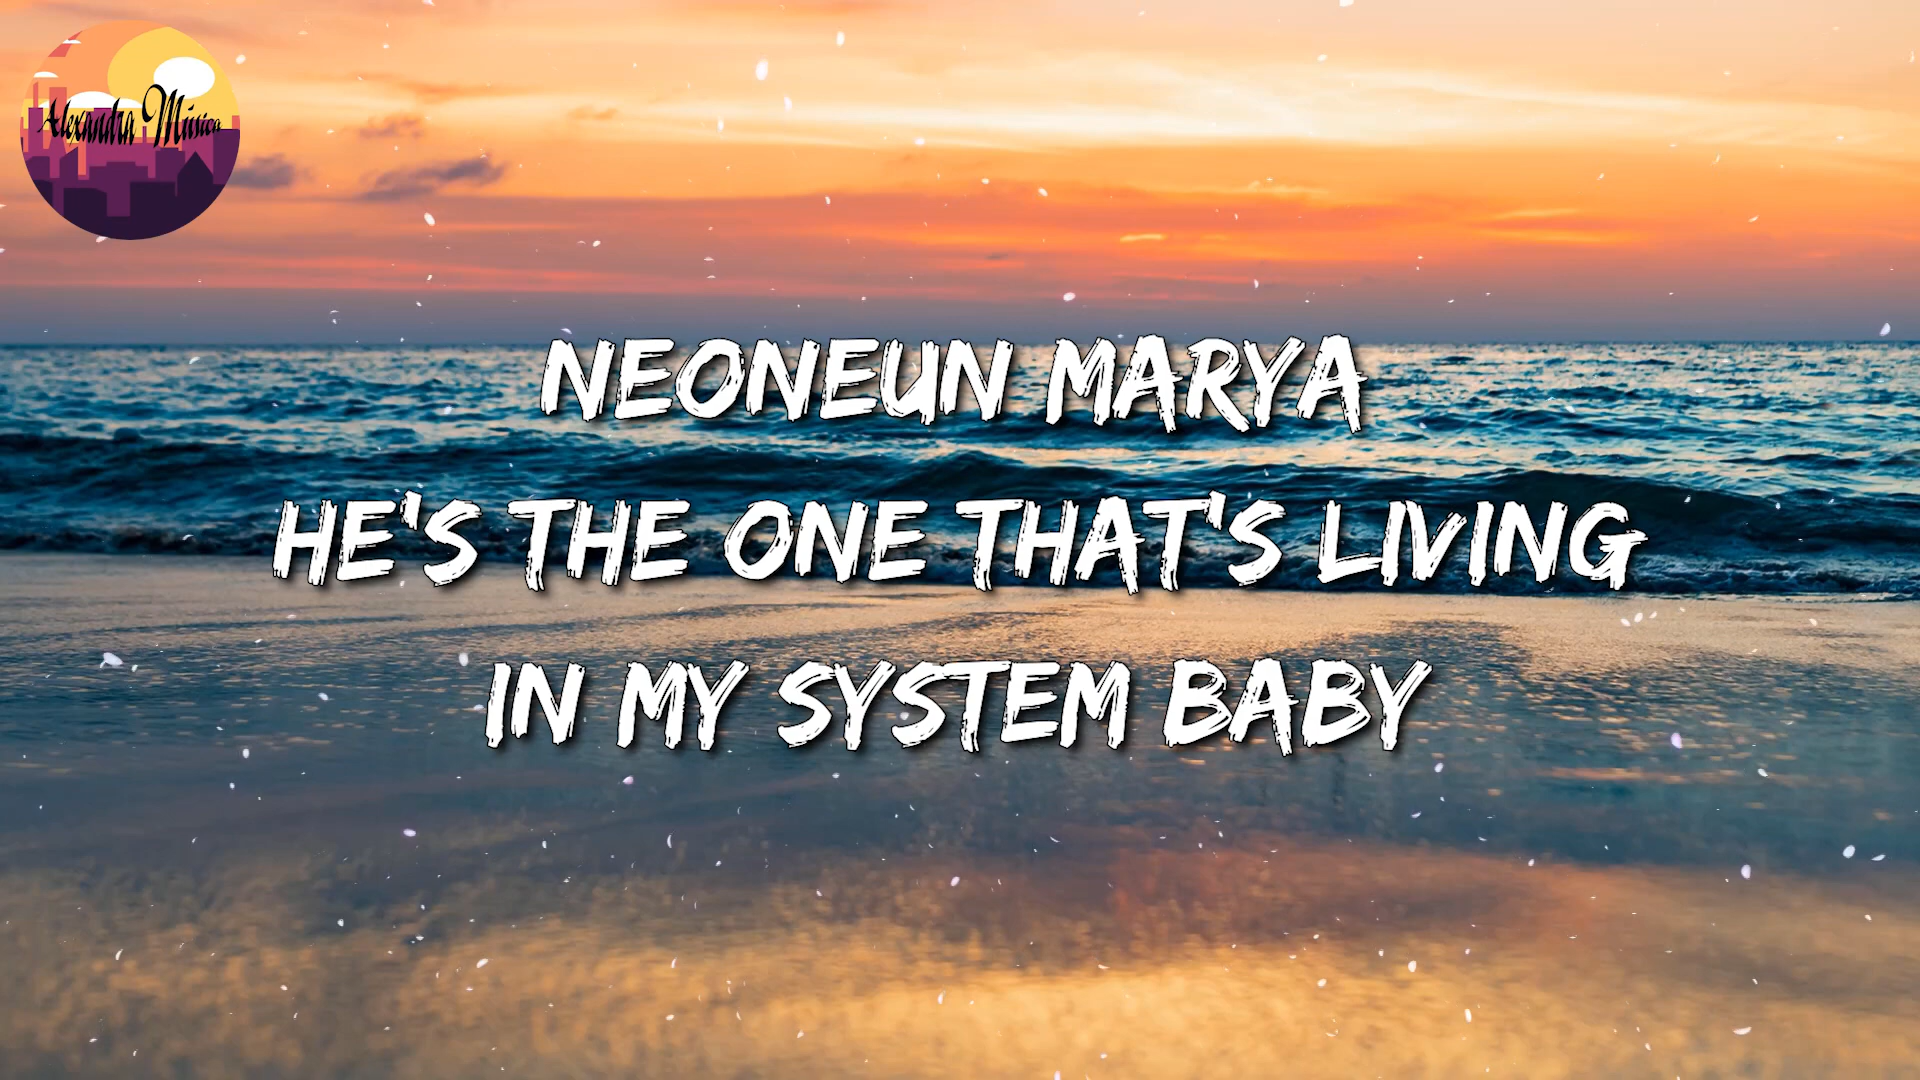 Alexandra Música
NEONEUN MARYA
HE'S THE ONE THAT'S LIVING
IN MY SYSTEM BABY